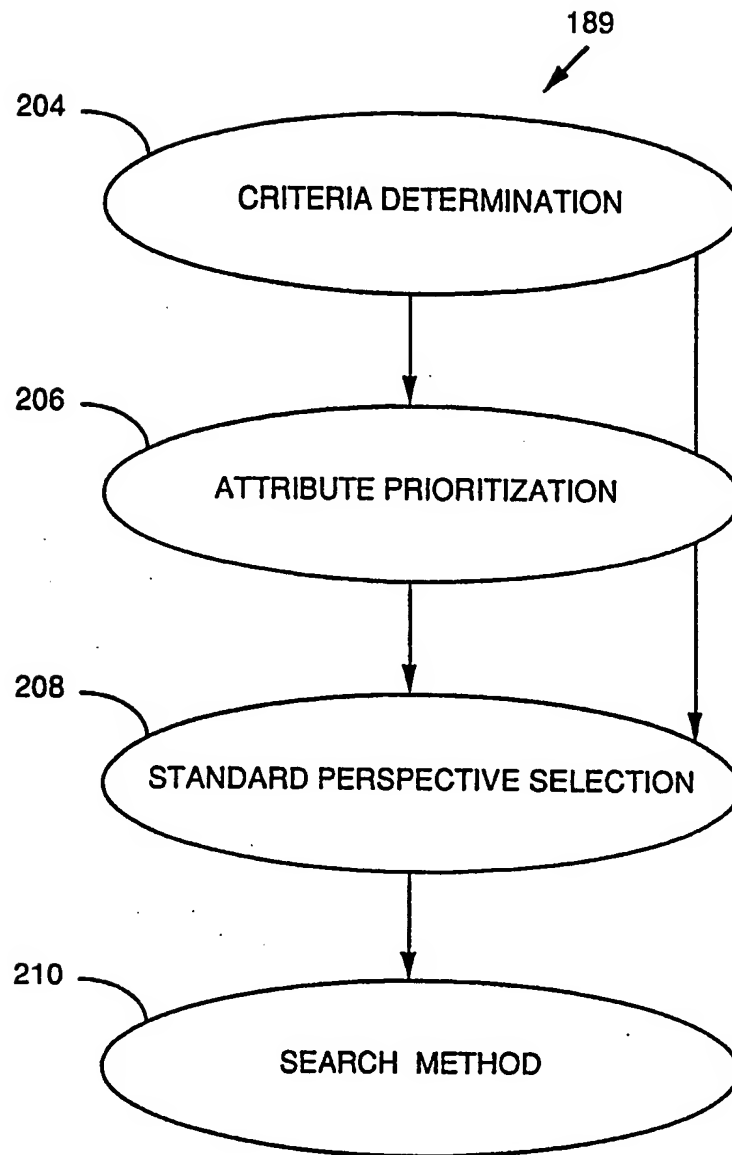 189
204
CRITERIA DETERMINATION
206
ATTRIBUTE PRIORITIZATION
208
STANDARD PERSPECTIVE SELECTION
210
SEARCH METHOD